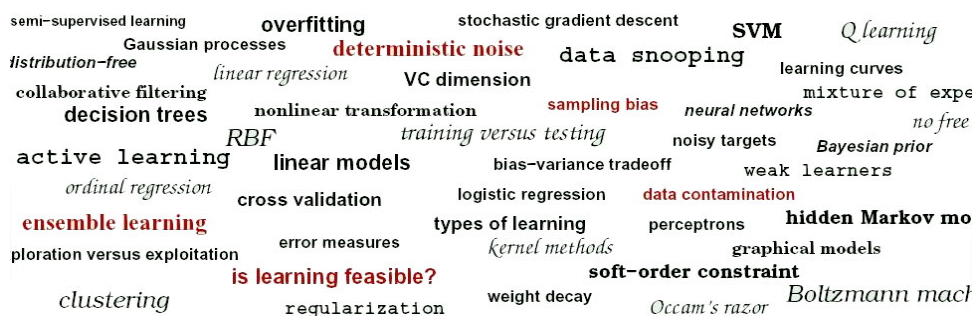 semi-supervised learning overfitting stochastic gradient descent SVM Q learning
Gaussian processes deterministic noise data snooping
distribution-free linear regression VC dimension learning curves
collaborative filtering mixture of expe
decision trees nonlinear transformation sampling bias neural networks no free
RBF training versus testing noisy targets Bayesian prior
active learning linear models bias-variance tradeoff weak learners
ordinal regression cross validation logistic regression data contamination
ensemble learning types of learning perceptrons hidden Markov mo
ploration versus exploitation error measures kernel methods graphical models
is learning feasible? soft-order constraint
clustering regularization weight decay Occam's razor Boltzmann mach